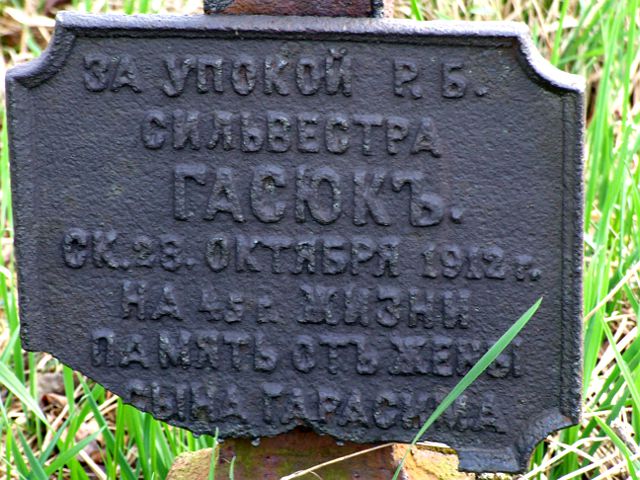 ЗА УПОКОЙ Р. Б.
СИЛЬВЕСТРА
ГАСЮКЪ.
СК. 28. ОКТЯБРЯ 1912 г.
НА 45 г. ЖИЗНИ
ПАМЯТЬ ОТЪ ЖЕНЫ
СЫНА ГАРАСИМА